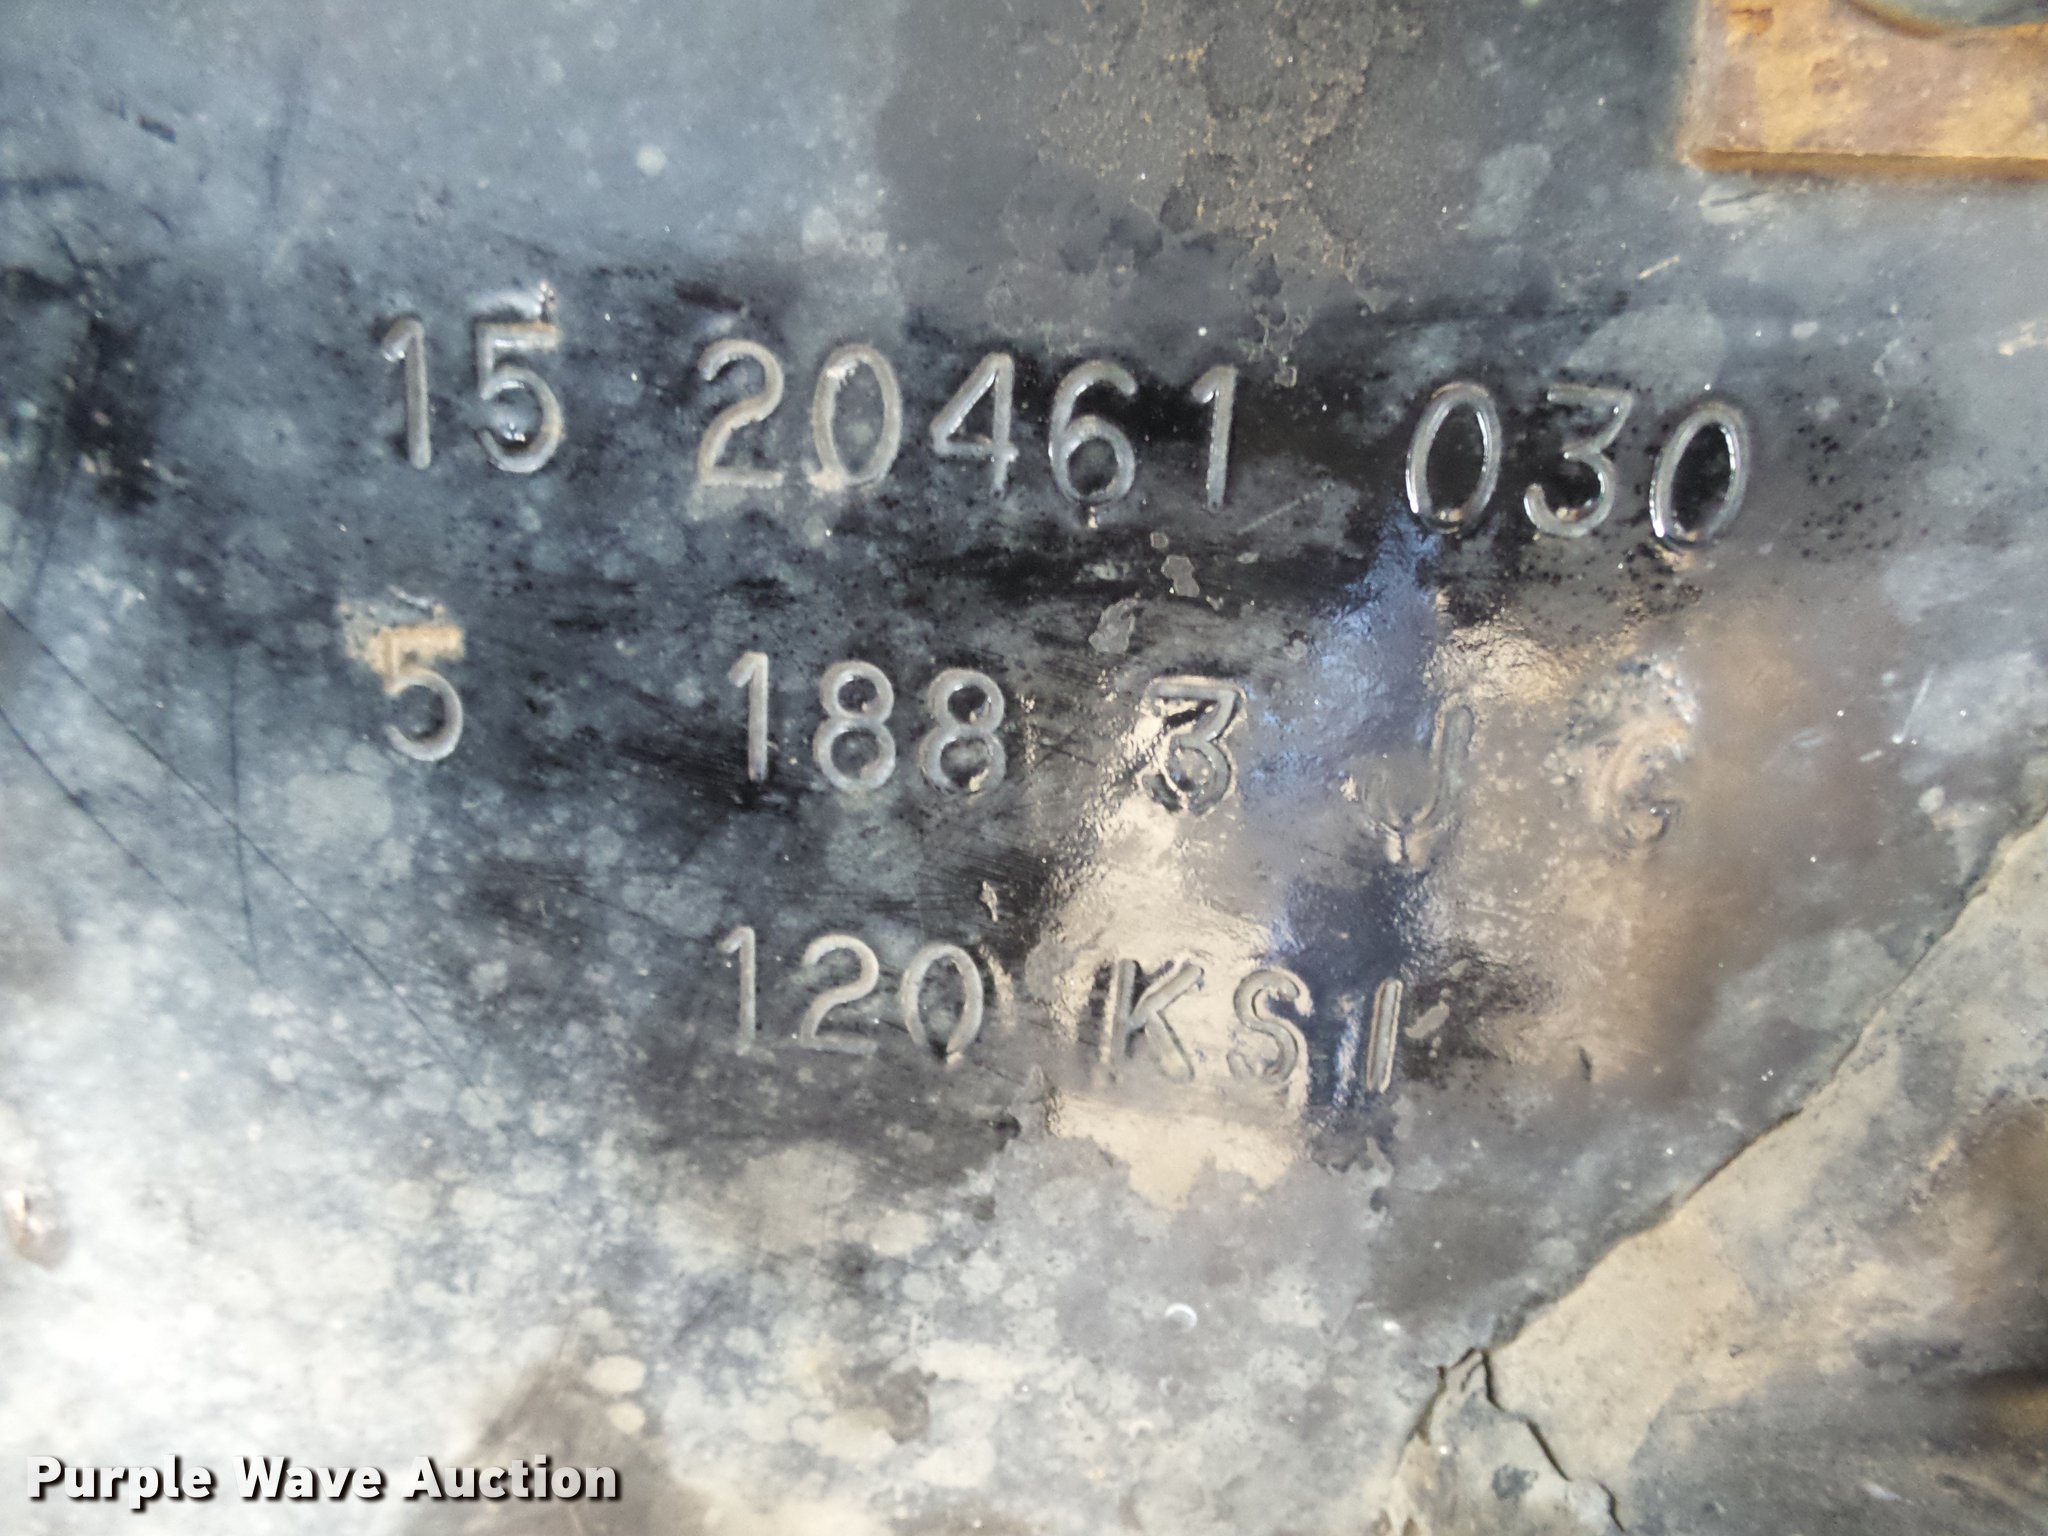 15 20461 030
5 188 3 J G
120 KSI
Purple Wave Auction